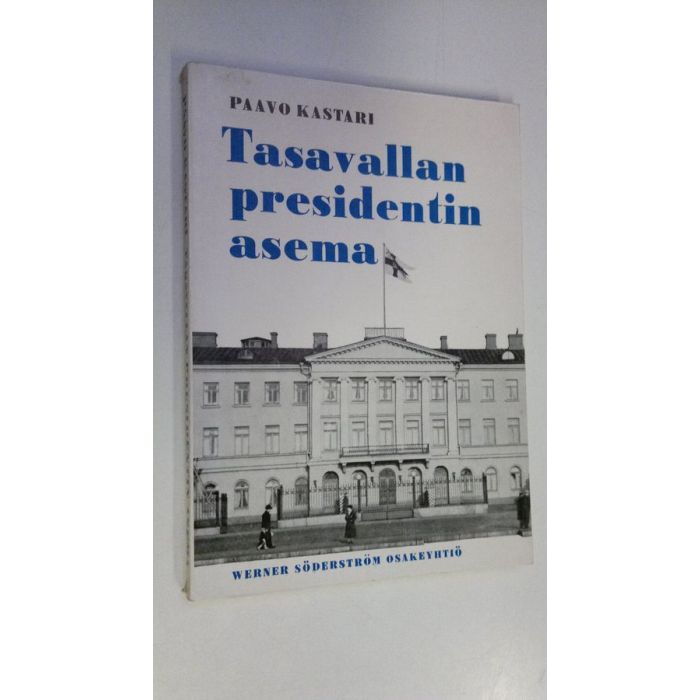 PAAVO KASTARI
Tasavallan
presidentin
asema
WERNER SÖDERSTRÖM OSAKEYHTIÖ